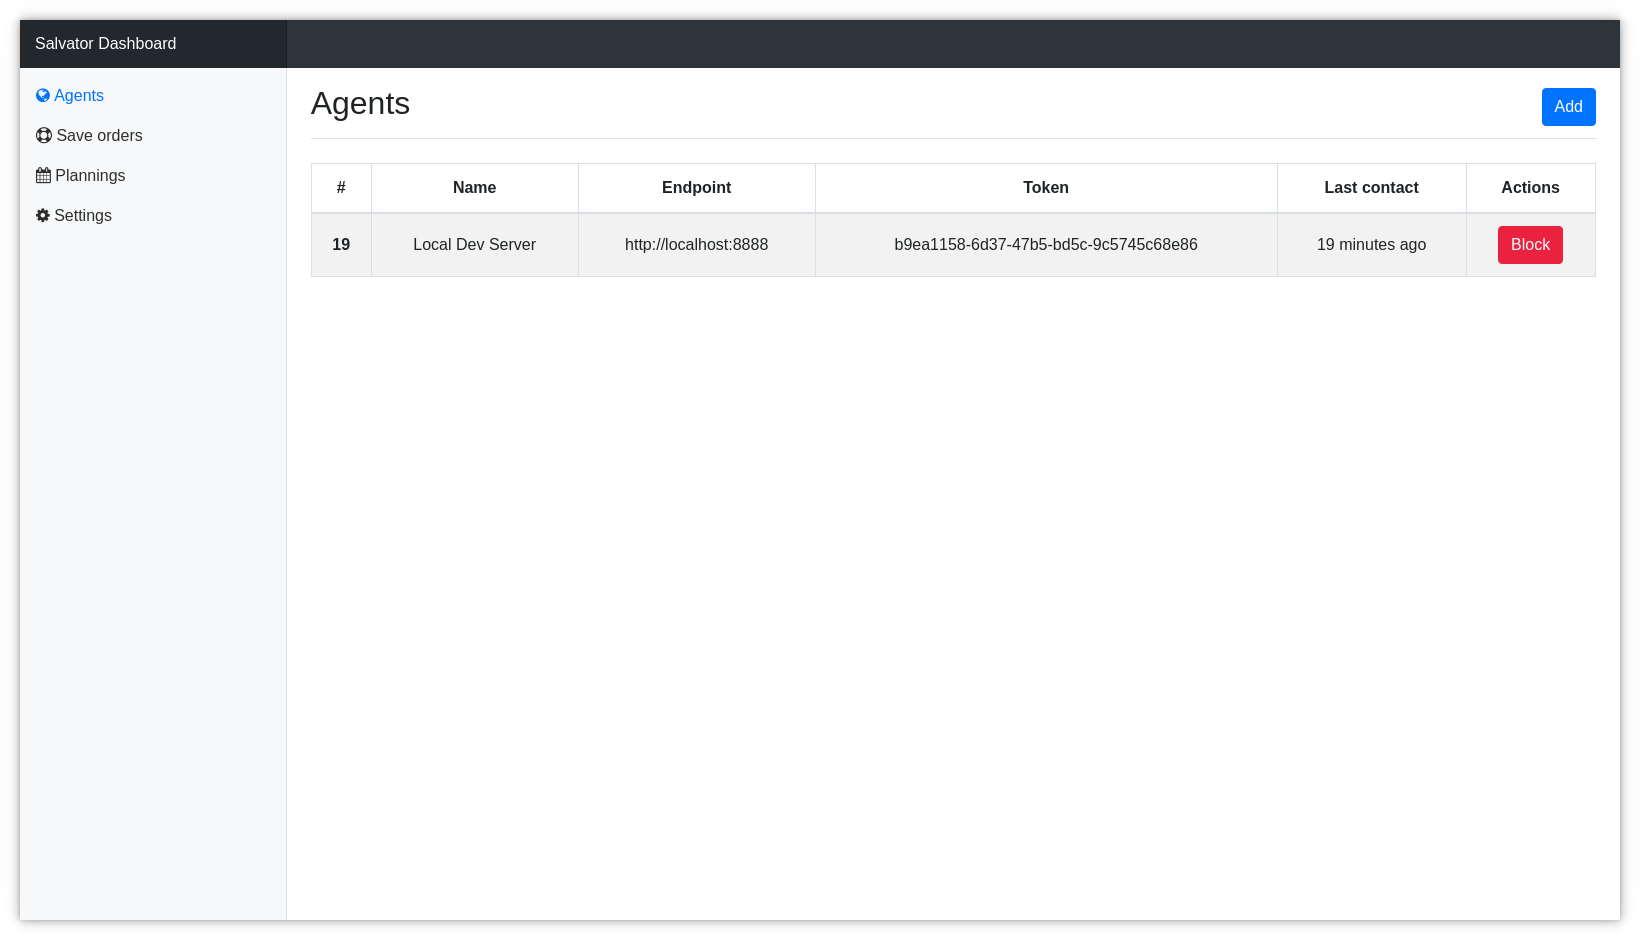 Salvator Dashboard
Agents
Save orders
Plannings
Settings
Agents
Add
# Name Endpoint Token Last contact Actions
19 Local Dev Server http://localhost:8888 b9ea1158-6d37-47b5-bd5c-9c5745c68e86 19 minutes ago Block